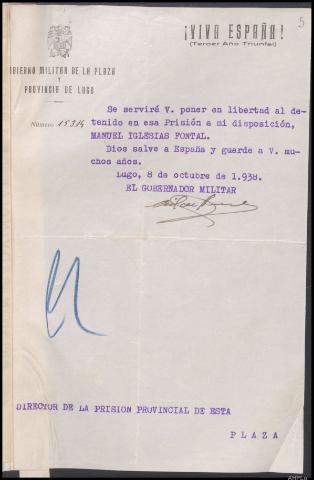 5
¡VIVA ESPAÑA!
(Tercer Año Triunfal)
GOBIERNO MILITAR DE LA PLAZA
Y
PROVINCIA DE LUGO
Número 15314
Se servirá V. poner en libertad al de-
tenido en esa Prisión a mi disposición,
MANUEL IGLESIAS FONTAL.
Dios salve a España y guarde a V. mu-
chos años.
Lugo, 8 de octubre de 1.938.
EL GOBERNADOR MILITAR
DIRECTOR DE LA PRISION PROVINCIAL DE ESTA
PLAZA